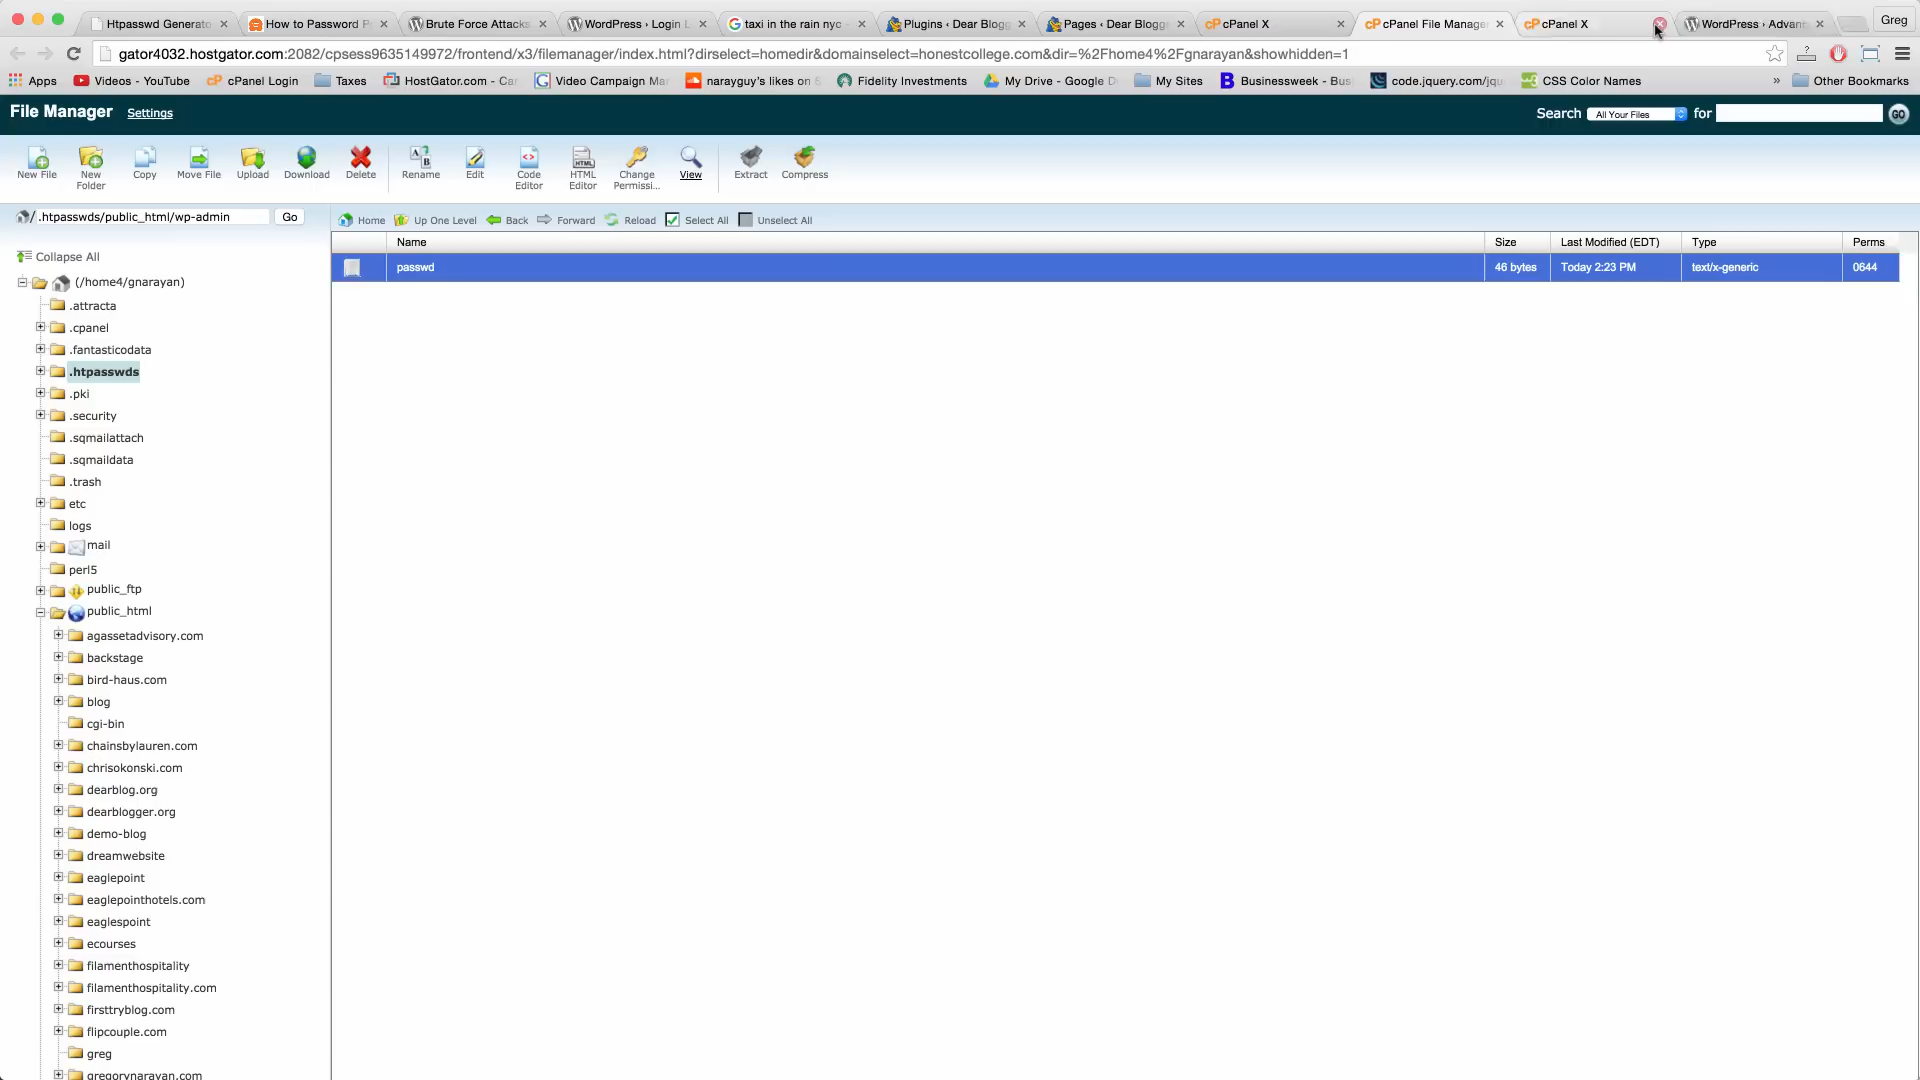 Htpasswd Generato
How to Password P
Brute Force Attacks
WordPress › Login L
taxi in the rain nyc -
Plugins ‹ Dear Blogg
Pages ‹ Dear Blogge
cPanel X
cPanel File Manage
cPanel X
WordPress › Advan
Greg
gator4032.hostgator.com:2082/cpsess9635149972/frontend/x3/filemanager/index.html?dirselect=homedir&domainselect=honestcollege.com&dir=%2Fhome4%2Fgnarayan&showhidden=1
Apps
Videos - YouTube
cPanel Login
Taxes
HostGator.com - Car
Video Campaign Mar
narayguy's likes on S
Fidelity Investments
My Drive - Google D
My Sites
Businessweek - Bus
code.jquery.com/jqu
CSS Color Names
»
Other Bookmarks
File Manager
Settings
Search
All Your Files
for
GO
New File
New
Folder
Copy
Move File
Upload
Download
Delete
Rename
Edit
Code
Editor
HTML
Editor
Change
Permissi...
View
Extract
Compress
/ .htpasswds/public_html/wp-admin
Go
Home
Up One Level
Back
Forward
Reload
Select All
Unselect All
Name
Size
Last Modified (EDT)
Type
Perms
passwd
46 bytes
Today 2:23 PM
text/x-generic
0644
Collapse All
(/home4/gnarayan)
.attracta
.cpanel
.fantasticodata
.htpasswds
.pki
.security
.sqmailattach
.sqmaildata
.trash
etc
logs
mail
perl5
public_ftp
public_html
agassetadvisory.com
backstage
bird-haus.com
blog
cgi-bin
chainsbylauren.com
chrisokonski.com
dearblog.org
dearblogger.org
demo-blog
dreamwebsite
eaglepoint
eaglepointhotels.com
eaglespoint
ecourses
filamenthospitality
filamenthospitality.com
firsttryblog.com
flipcouple.com
greg
gregorynarayan.com